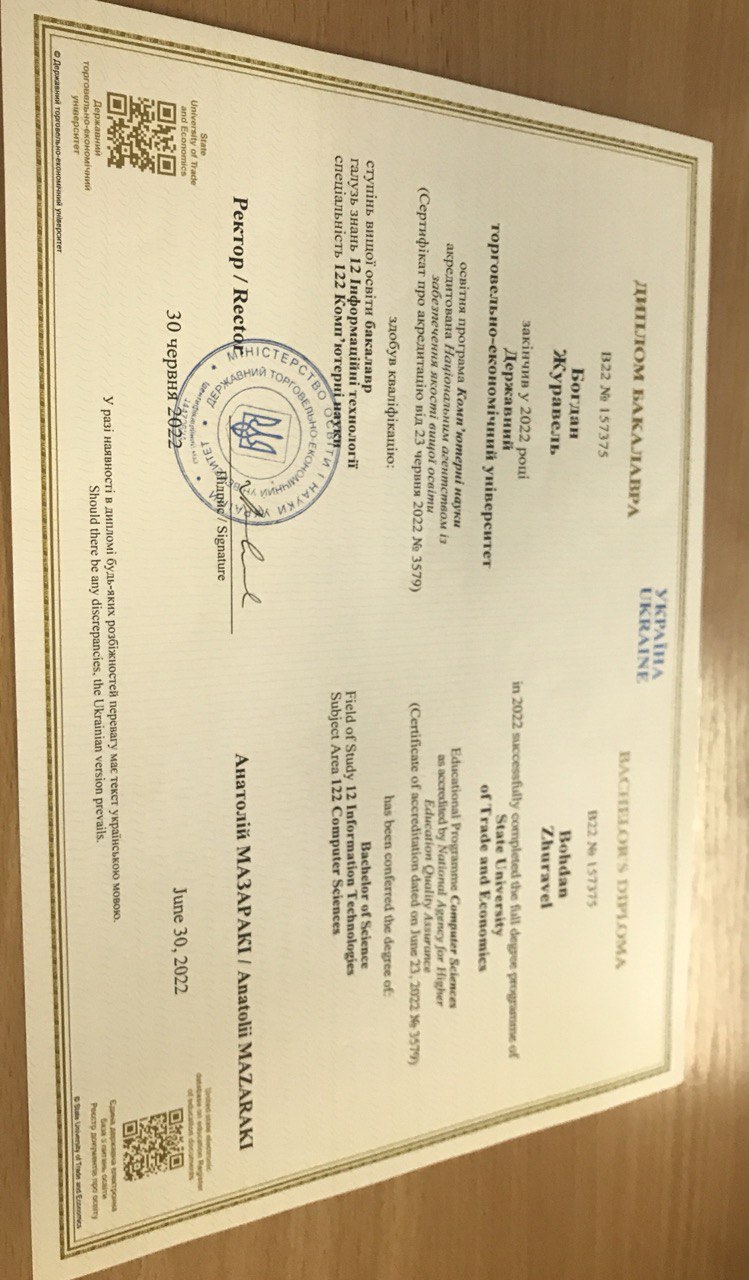 УКРАЇНА
UKRAINE
ДИПЛОМ БАКАЛАВРА
В22 № 157375
Богдан
Журавель
закінчив у 2022 році
Державний
торговельно-економічний університет
освітня програма Комп’ютерні науки
акредитована Національним агентством із
забезпечення якості вищої освіти
(Сертифікат про акредитацію від 23 червня 2022 № 3579)
здобув кваліфікацію:
ступінь вищої освіти бакалавр
галузь знань 12 Інформаційні технології
спеціальність 122 Комп’ютерні науки
BACHELOR'S DIPLOMA
B22 № 157375
Bohdan
Zhuravel
in 2022 successfully completed the full degree programme of
State University
of Trade and Economics
Educational Programme Computer Sciences
as accredited by National Agency for Higher
Education Quality Assurance
(Certificate of accreditation dated on June 23, 2022 № 3579)
has been conferred the degree of:
Bachelor of Science
Field of Study 12 Information Technologies
Subject Area 122 Computer Sciences
Ректор / Rector
Підпис / Signature
Анатолій МАЗАРАКІ / Anatolii MAZARAKI
МІНІСТЕРСТВО ОСВІТИ І НАУКИ УКРАЇНИ
ДЕРЖАВНИЙ ТОРГОВЕЛЬНО-ЕКОНОМІЧНИЙ УНІВЕРСИТЕТ
30 червня 2022
June 30, 2022
У разі наявності в дипломі будь-яких розбіжностей перевагу має текст українською мовою.
Should there be any discrepancies, the Ukrainian version prevails.
State
University of Trade
and Economics
Державний
торговельно-економічний
університет
United state electronic
database on education Register
of education documents
Єдина державна електронна
база з питань освіти
Реєстр документів про освіту
© Державний торговельно-економічний університет
© State University of Trade and Economics